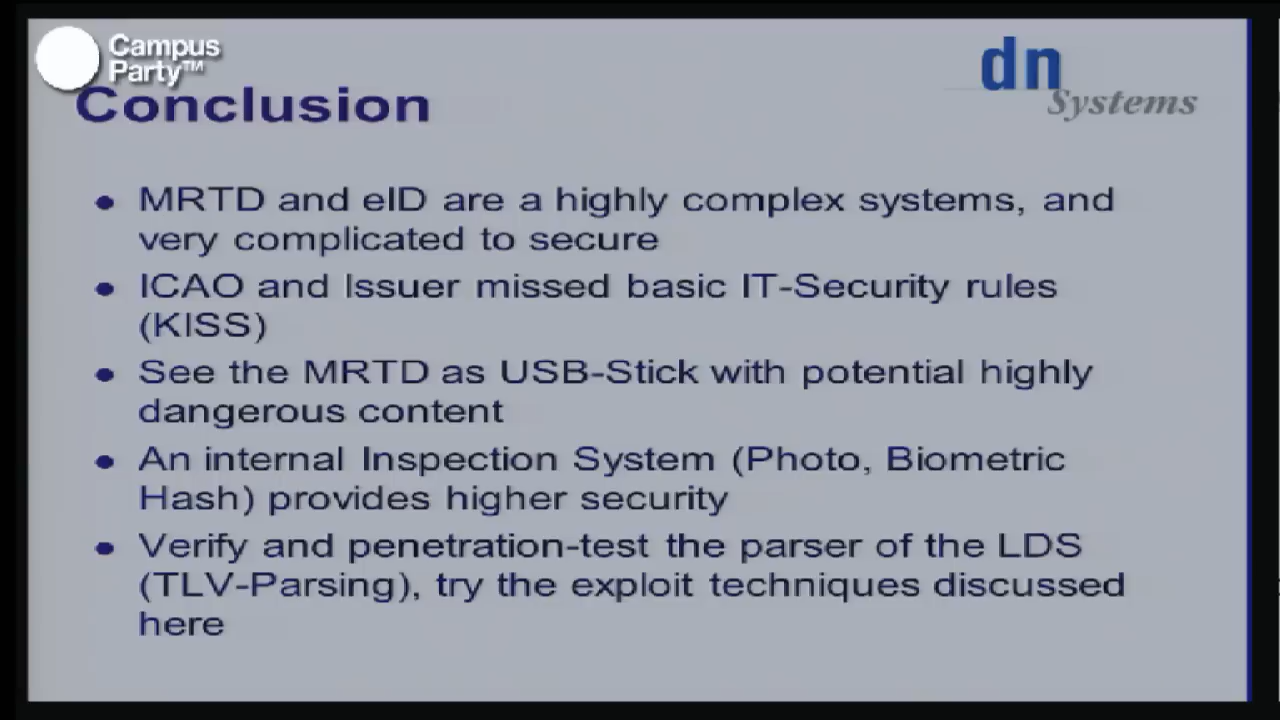 Campus
Party™
dn
Systems
Conclusion
• MRTD and eID are a highly complex systems, and
very complicated to secure
• ICAO and Issuer missed basic IT-Security rules
(KISS)
• See the MRTD as USB-Stick with potential highly
dangerous content
• An internal Inspection System (Photo, Biometric
Hash) provides higher security
• Verify and penetration-test the parser of the LDS
(TLV-Parsing), try the exploit techniques discussed
here